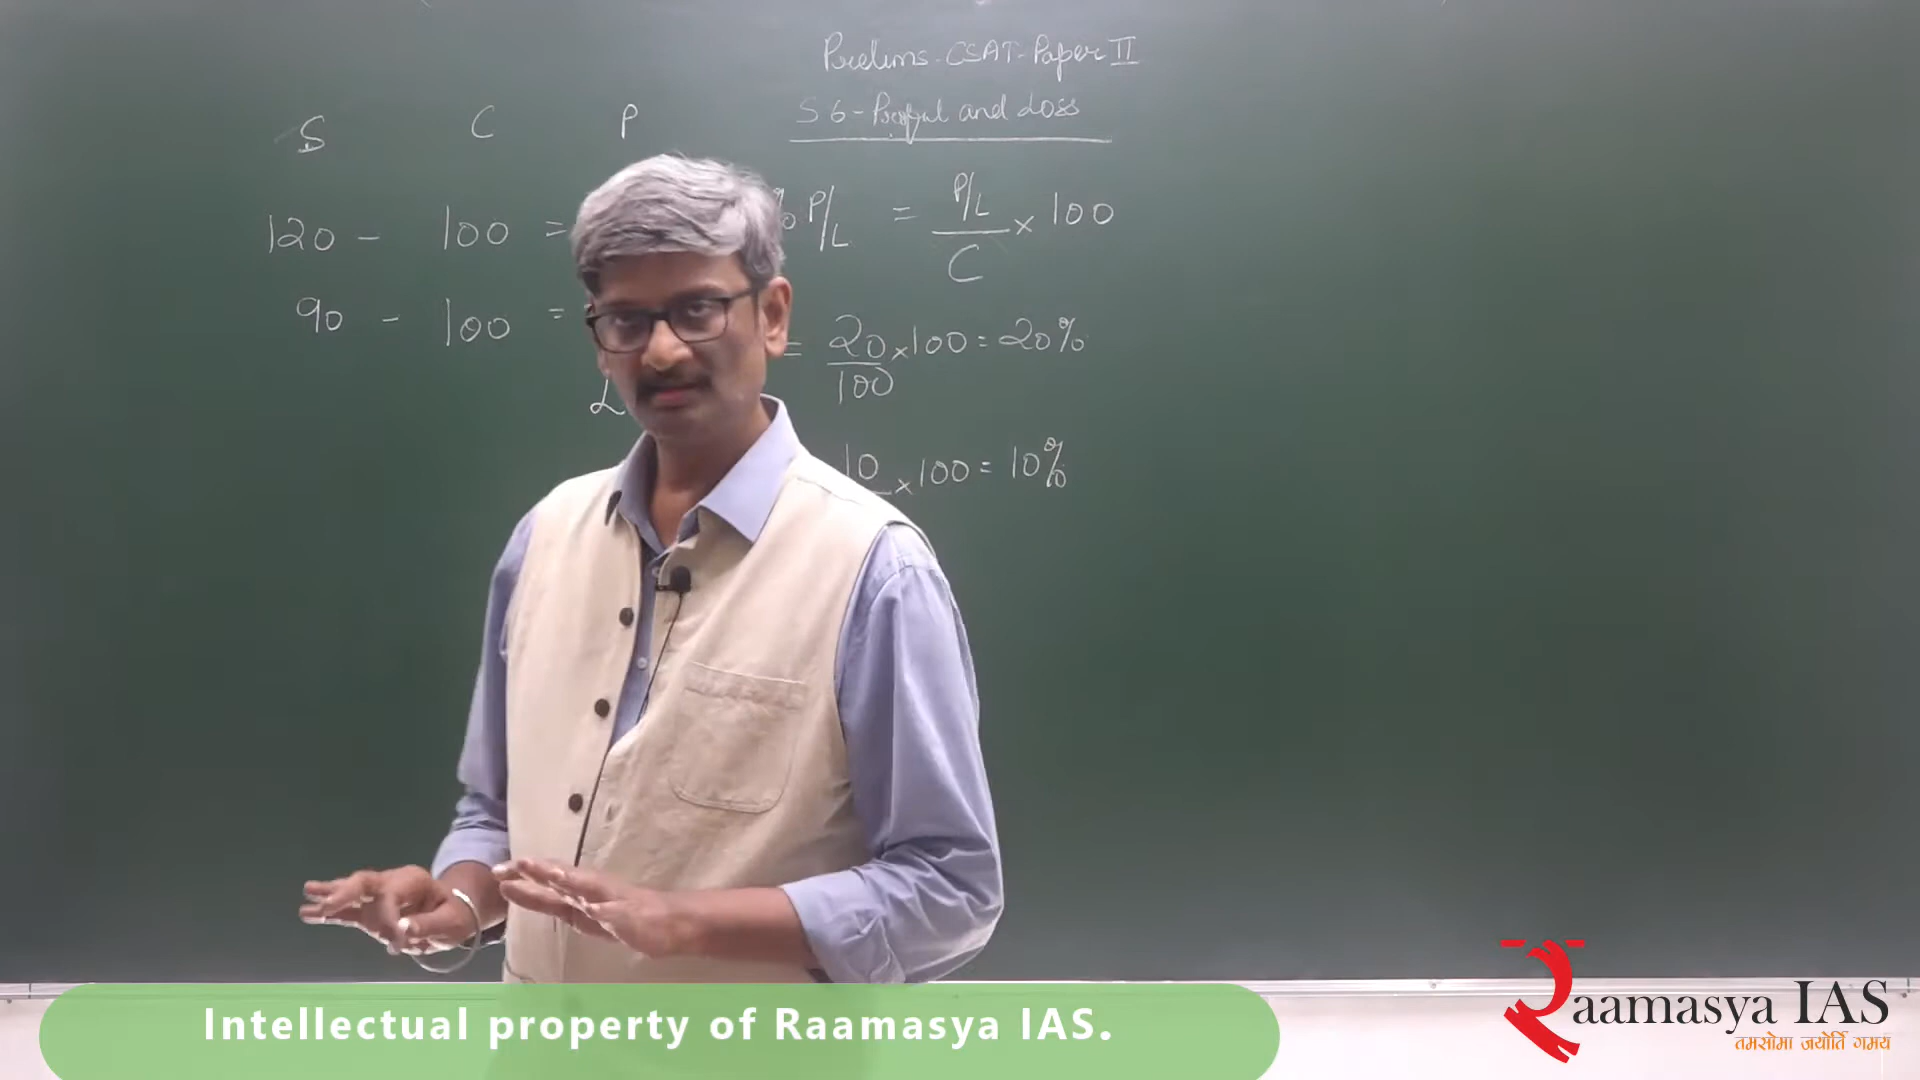 Prelims - CSAT - Paper II
S6 - Profit and Loss
S C P
120 - 100 =
% P/L = P/L / C × 100
90 - 100 =
= 20/100 × 100 = 20%
L
10 × 100 = 10%
Intellectual property of Raamasya IAS.
Raamasya IAS
तमसोमा जयोर्ति गमय